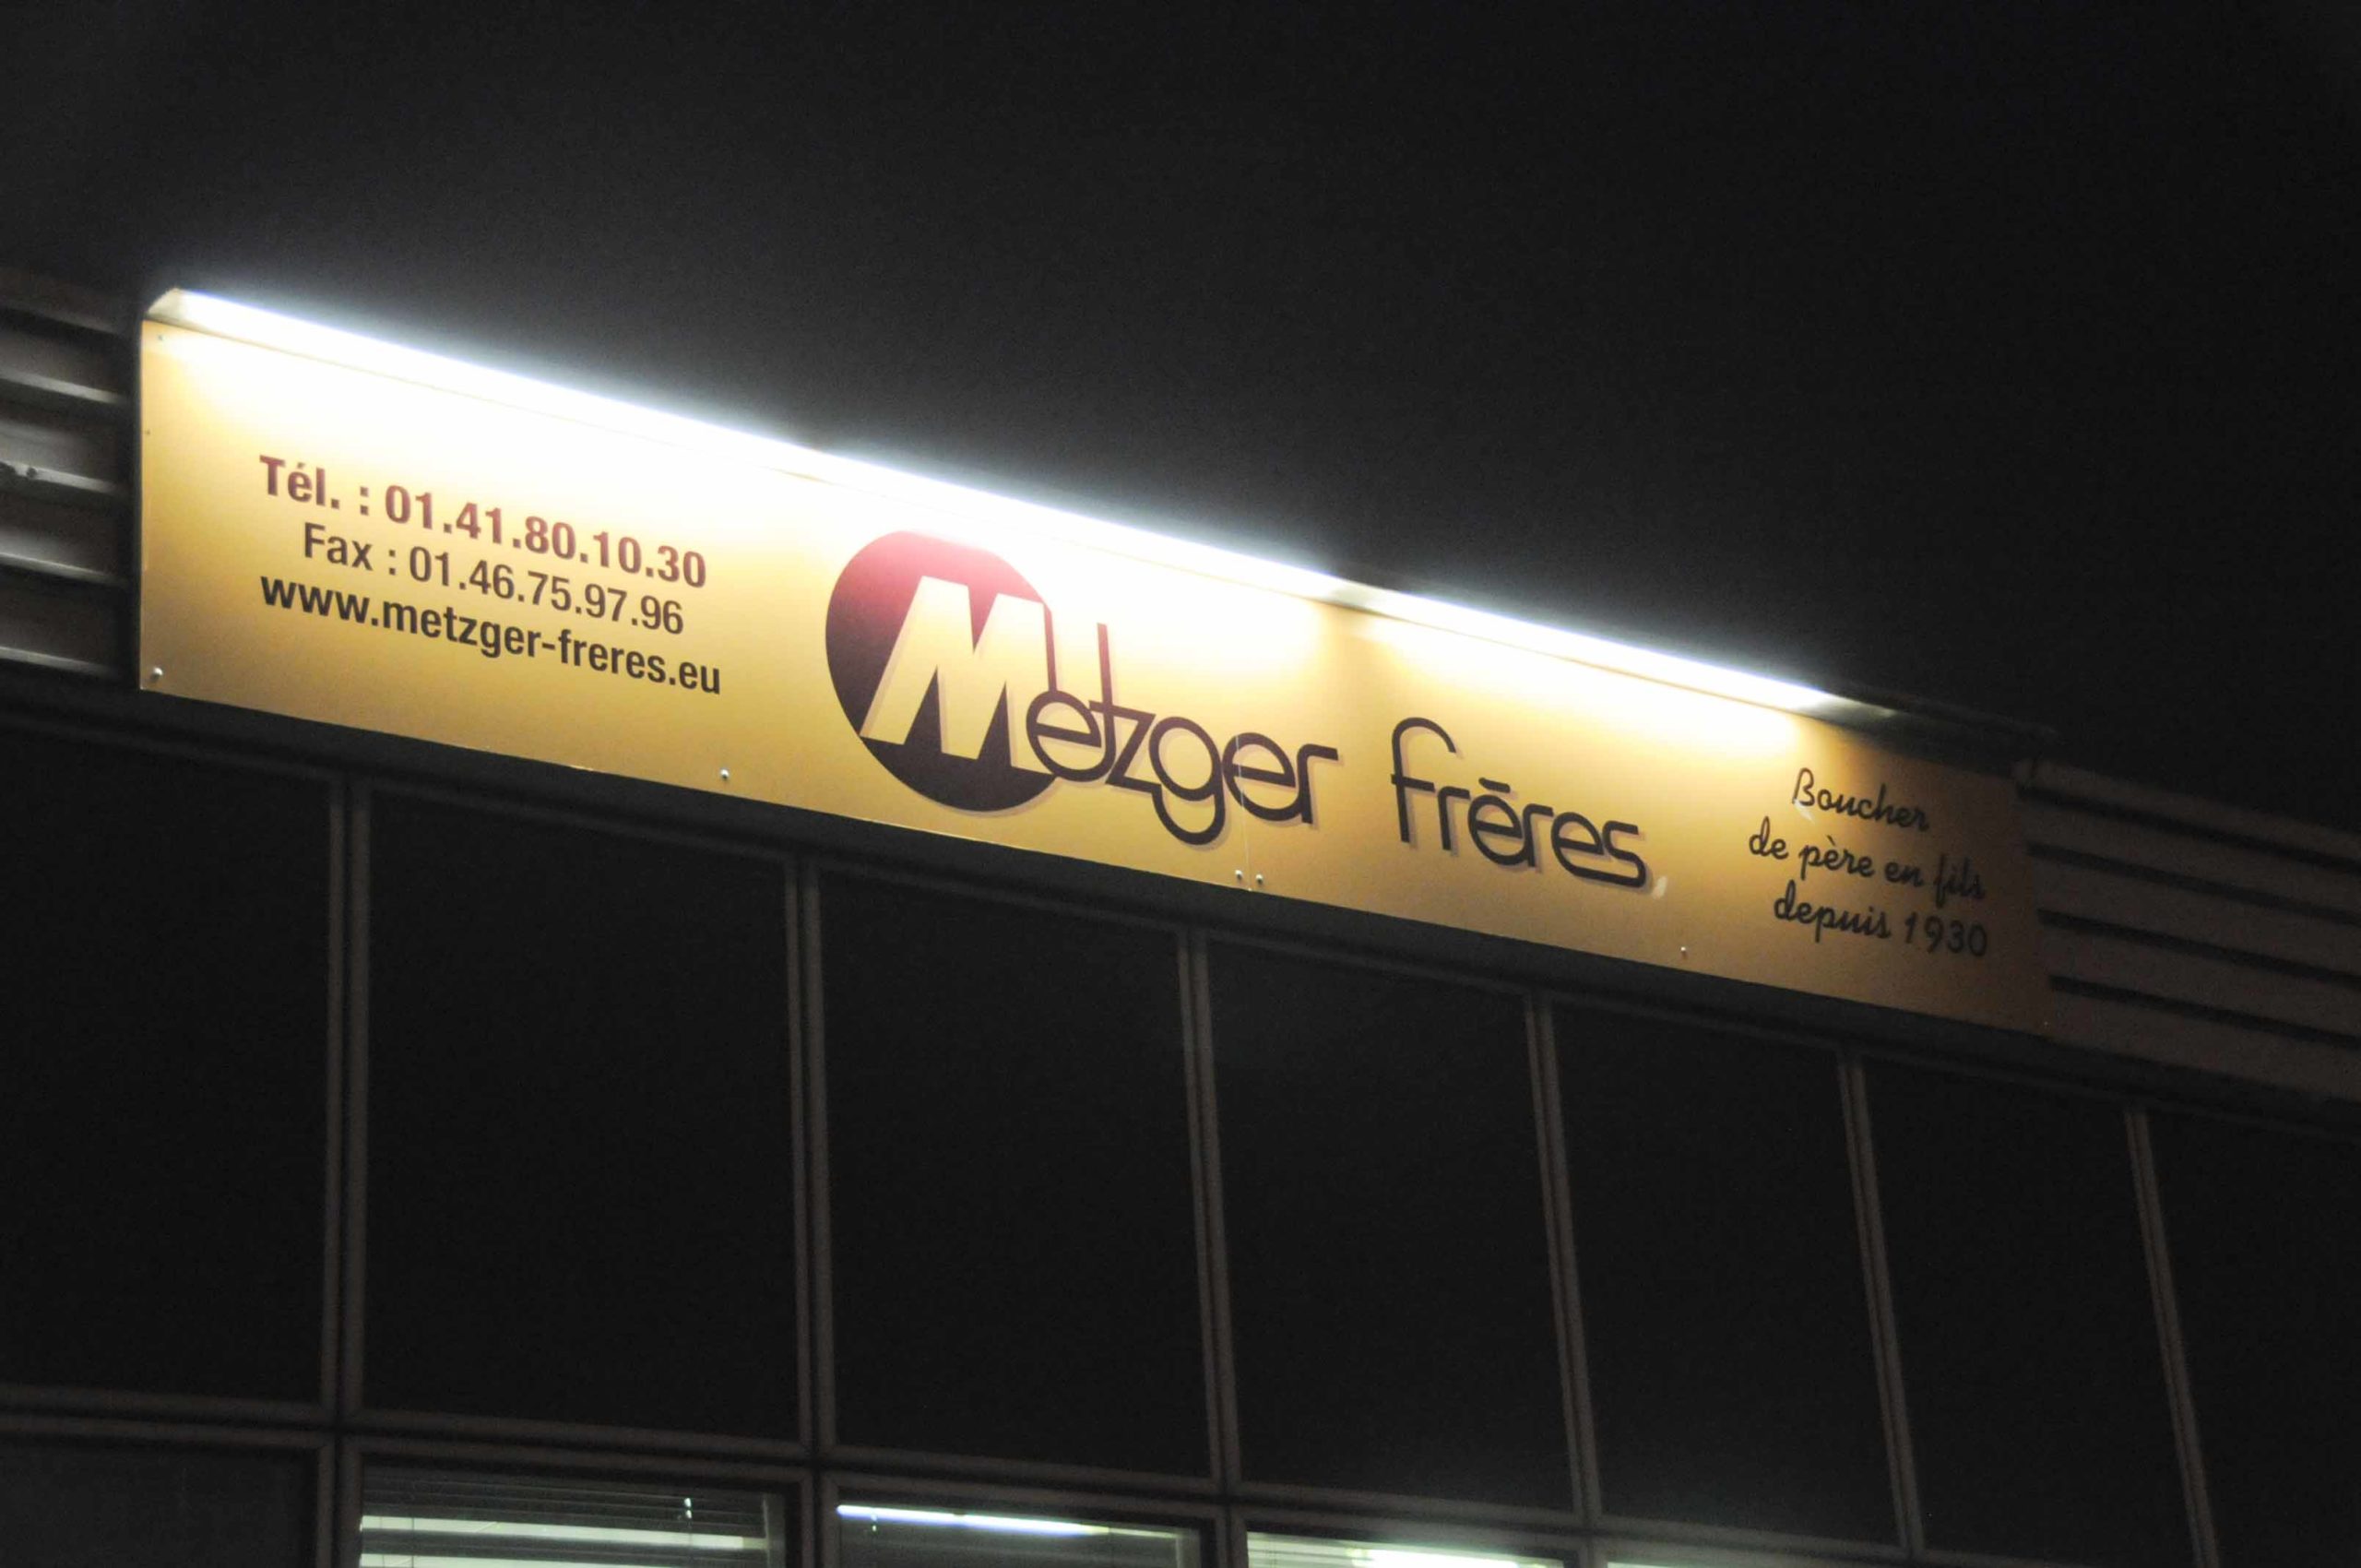 Tél. : 01.41.80.10.30
Fax : 01.46.75.97.96
www.metzger-freres.eu
Metzger frēres
Boucher
de père en fils
depuis 1930